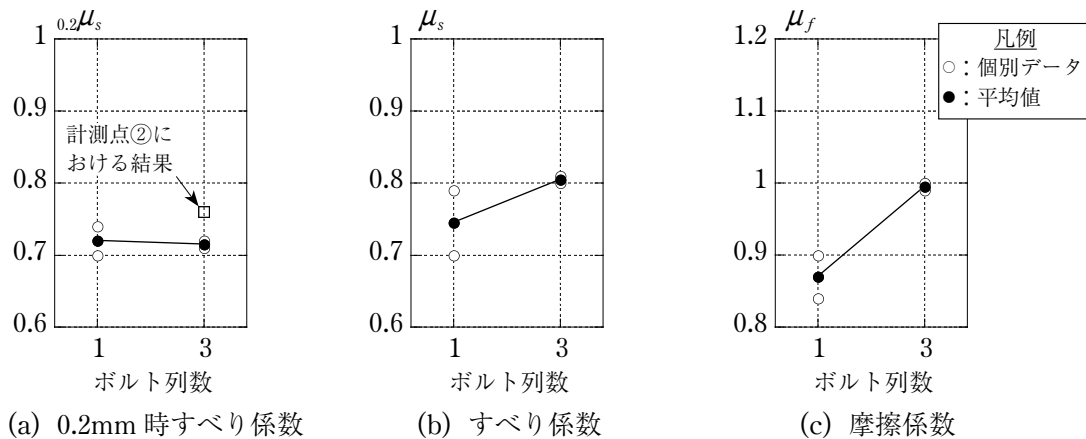 0.2μs
1
0.9
0.8
0.7
0.6
計測点②に
おける結果
1 3
ボルト列数
(a) 0.2mm 時すべり係数
μs
1
0.9
0.8
0.7
0.6
1 3
ボルト列数
(b) すべり係数
μf
1.2
1.1
1
0.9
0.8
1 3
ボルト列数
(c) 摩擦係数
凡例
○：個別データ
●：平均値